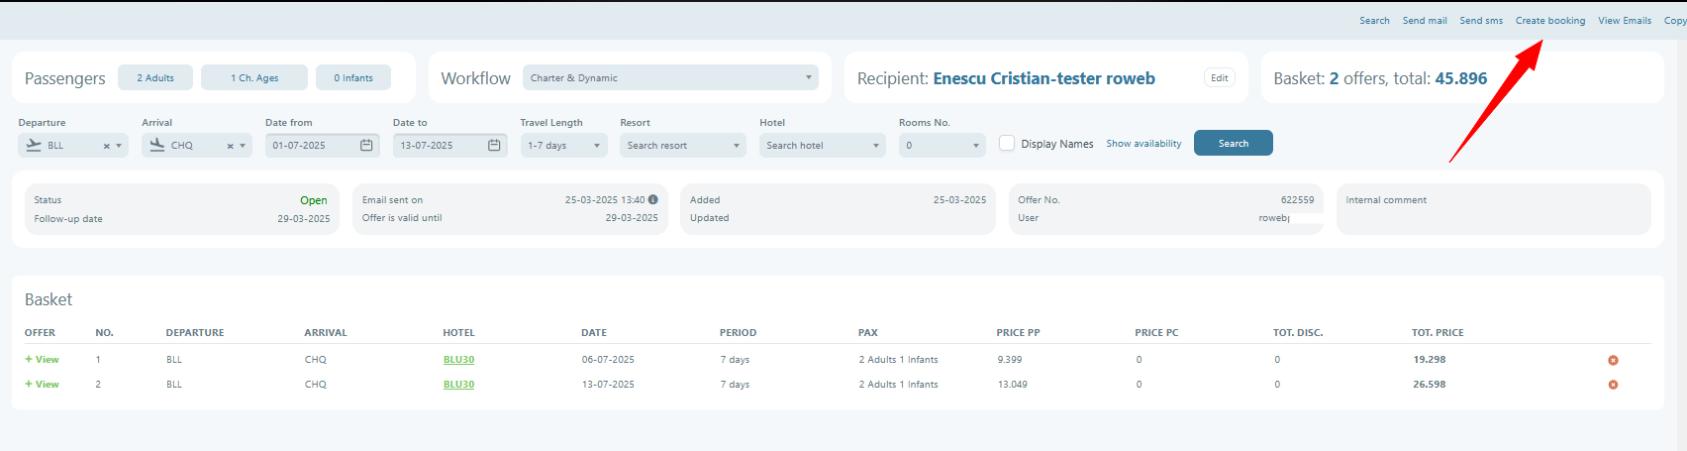 Search Send mail Send sms Create booking View Emails Copy
Passengers 2 Adults 1 Ch. Ages 0 Infants Workflow Charter & Dynamic Recipient: Enescu Cristian-tester roweb Edit Basket: 2 offers, total: 45.896
Departure Arrival Date from Date to Travel Length Resort Hotel Rooms No.
BLL CHQ 01-07-2025 13-07-2025 1-7 days Search resort Search hotel 0 Display Names Show availability Search
Status Open Email sent on 25-03-2025 13:40 Added 25-03-2025 Offer No. 622559 Internal comment
Follow-up date 29-03-2025 Offer is valid until 29-03-2025 Updated User roweb
Basket
OFFER NO. DEPARTURE ARRIVAL HOTEL DATE PERIOD PAX PRICE PP PRICE PC TOT. DISC. TOT. PRICE
+ View 1 BLL CHQ BLU30 06-07-2025 7 days 2 Adults 1 Infants 9.399 0 0 19.298
+ View 2 BLL CHQ BLU30 13-07-2025 7 days 2 Adults 1 Infants 13.049 0 0 26.598